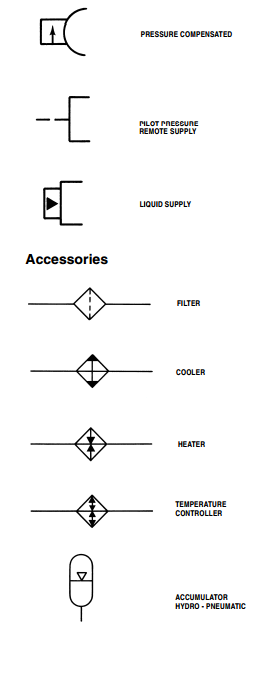 PRESSURE COMPENSATED
PILOT PRESSURE
REMOTE SUPPLY
LIQUID SUPPLY
Accessories
FILTER
COOLER
HEATER
TEMPERATURE
CONTROLLER
ACCUMULATOR
HYDRO - PNEUMATIC